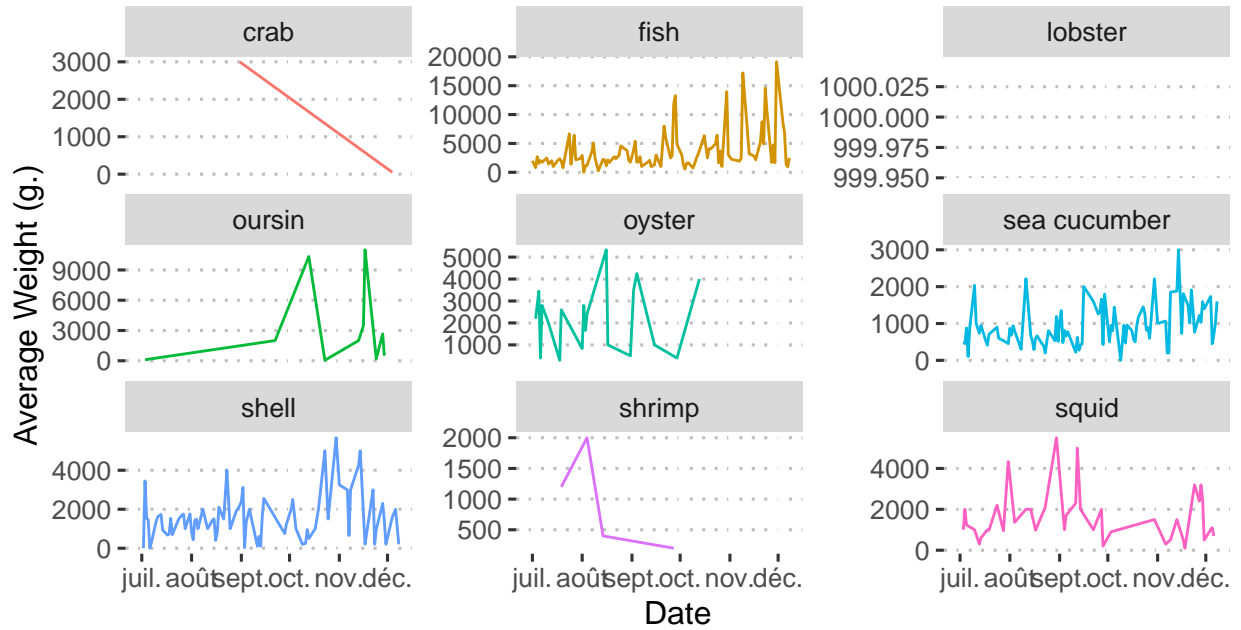 crab
fish
lobster
3000
2000
1000
0
20000
15000
10000
5000
0
1000.025
1000.000
999.975
999.950
oursin
oyster
sea cucumber
9000
6000
3000
0
5000
4000
3000
2000
1000
3000
2000
1000
0
shell
shrimp
squid
4000
2000
0
2000
1500
1000
500
4000
2000
0
juil. août sept. oct. nov. déc.
juil. août sept. oct. nov. déc.
juil. août sept. oct. nov. déc.
Date
Average Weight (g.)